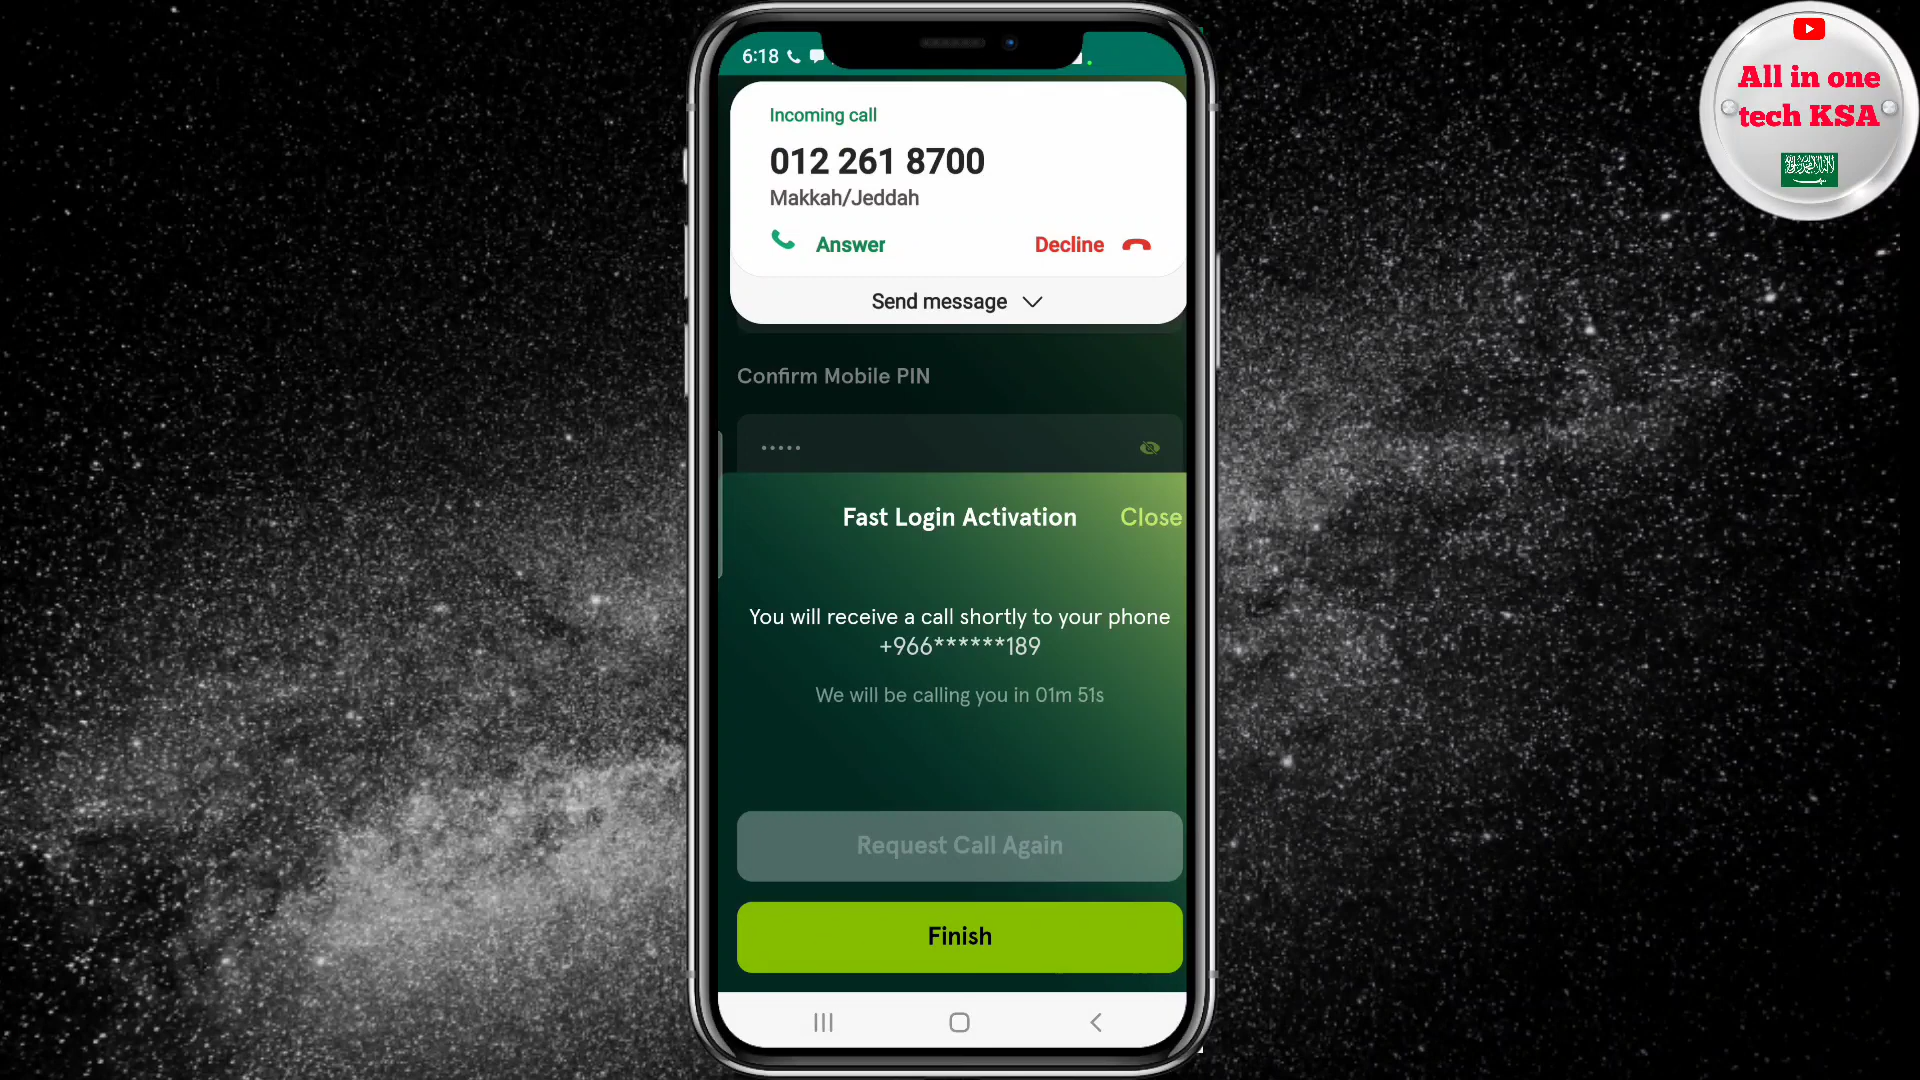 6:18
Incoming call
012 261 8700
Makkah/Jeddah
Answer
Decline
Send message
Confirm Mobile PIN
•••••
Fast Login Activation
Close
You will receive a call shortly to your phone
+966******189
We will be calling you in 01m 51s
Request Call Again
Finish
All in one
tech KSA